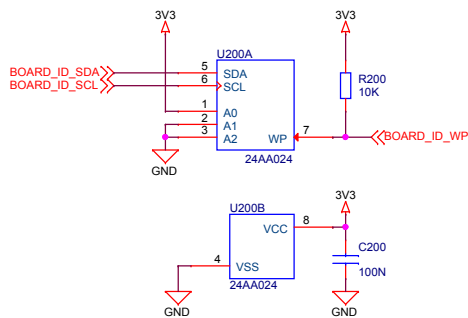 3V3
3V3
U200A
BOARD_ID_SDA
5
SDA
BOARD_ID_SCL
6
SCL
R200
10K
1
A0
2
A1
3
A2
WP
7
BOARD_ID_WP
24AA024
GND
U200B
3V3
VCC
8
C200
4
VSS
100N
24AA024
GND
GND